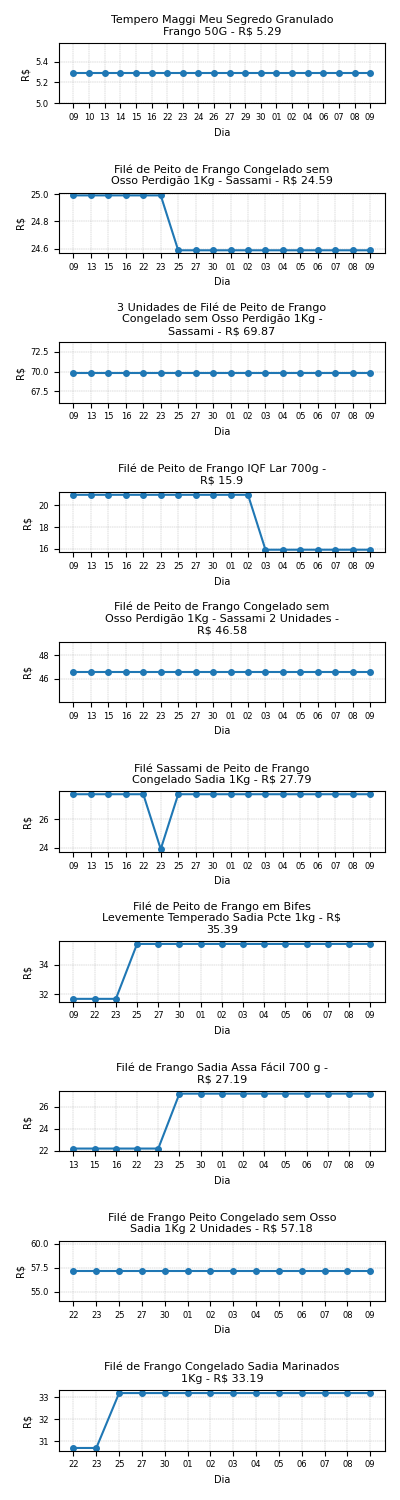 Tempero Maggi Meu Segredo Granulado
Frango 50G - R$ 5.29
5.4
5.2
5.0
R$
09 10 13 14 15 16 22 23 24 26 27 29 30 01 02 04 06 09
Dia
Filé de Peito de Frango Congelado sem
Osso Perdigão 1Kg - Sassami - R$ 24.59
25.0
24.8
24.6
R$
09 13 15 16 22 23 25 27 30 01 02 03 04 05 06 07 08 09
Dia
3 Unidades de Filé de Peito de Frango
Congelado sem Osso Perdigão 1Kg -
Sassami - R$ 69.87
72.5
70.0
67.5
R$
09 13 15 16 22 23 25 27 30 01 02 03 04 05 06 07 08 09
Dia
Filé de Peito de Frango IQF Lar 700g -
R$ 15.9
20
18
16
R$
09 13 15 16 22 23 25 27 30 01 02 03 04 05 06 07 08 09
Dia
Filé de Peito de Frango Congelado sem
Osso Perdigão 1Kg - Sassami 2 Unidades -
R$ 46.58
48
46
R$
09 13 15 16 22 23 25 27 30 01 02 03 04 05 06 07 08 09
Dia
Filé Sassami de Peito de Frango
Congelado Sadia 1Kg - R$ 27.79
26
24
R$
09 13 15 16 22 23 25 27 30 01 02 03 04 05 06 07 08 09
Dia
Filé de Peito de Frango em Bifes
Levemente Temperado Sadia Pcte 1kg - R$
35.39
34
32
R$
09 22 23 25 27 30 01 02 03 04 05 06 07 08 09
Dia
Filé de Frango Sadia Assa Fácil 700 g -
R$ 27.19
26
24
22
R$
13 15 16 22 23 25 30 01 02 04 05 06 07 08 09
Dia
Filé de Frango Peito Congelado sem Osso
Sadia 1Kg 2 Unidades - R$ 57.18
60.0
57.5
55.0
R$
22 23 25 27 30 01 02 03 04 05 06 07 08 09
Dia
Filé de Frango Congelado Sadia Marinados
1Kg - R$ 33.19
33
32
31
R$
22 23 25 27 30 01 02 03 04 05 06 07 08 09
Dia